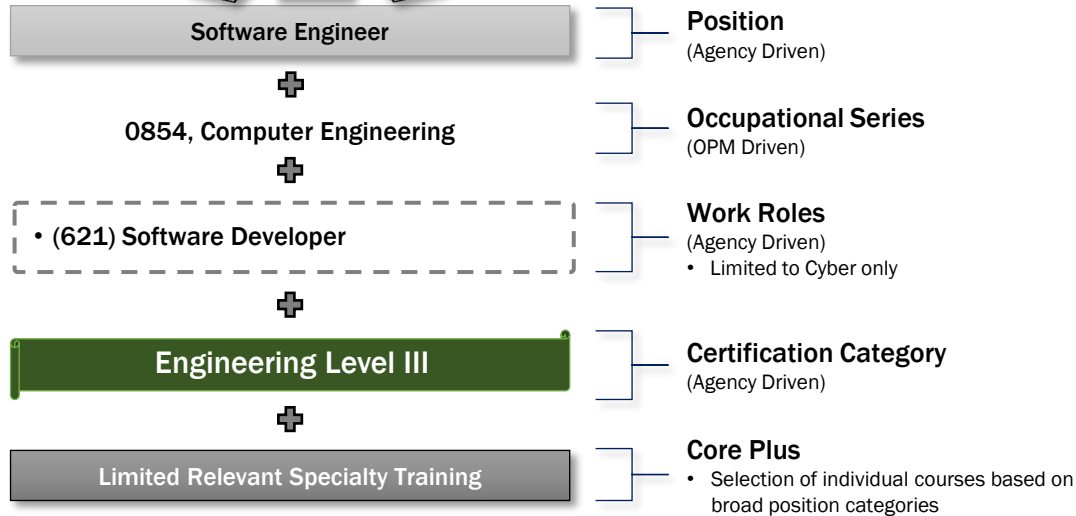 Software Engineer
Position
(Agency Driven)
0854, Computer Engineering
Occupational Series
(OPM Driven)
• (621) Software Developer
Work Roles
(Agency Driven)
• Limited to Cyber only
Engineering Level III
Certification Category
(Agency Driven)
Limited Relevant Specialty Training
Core Plus
• Selection of individual courses based on
broad position categories